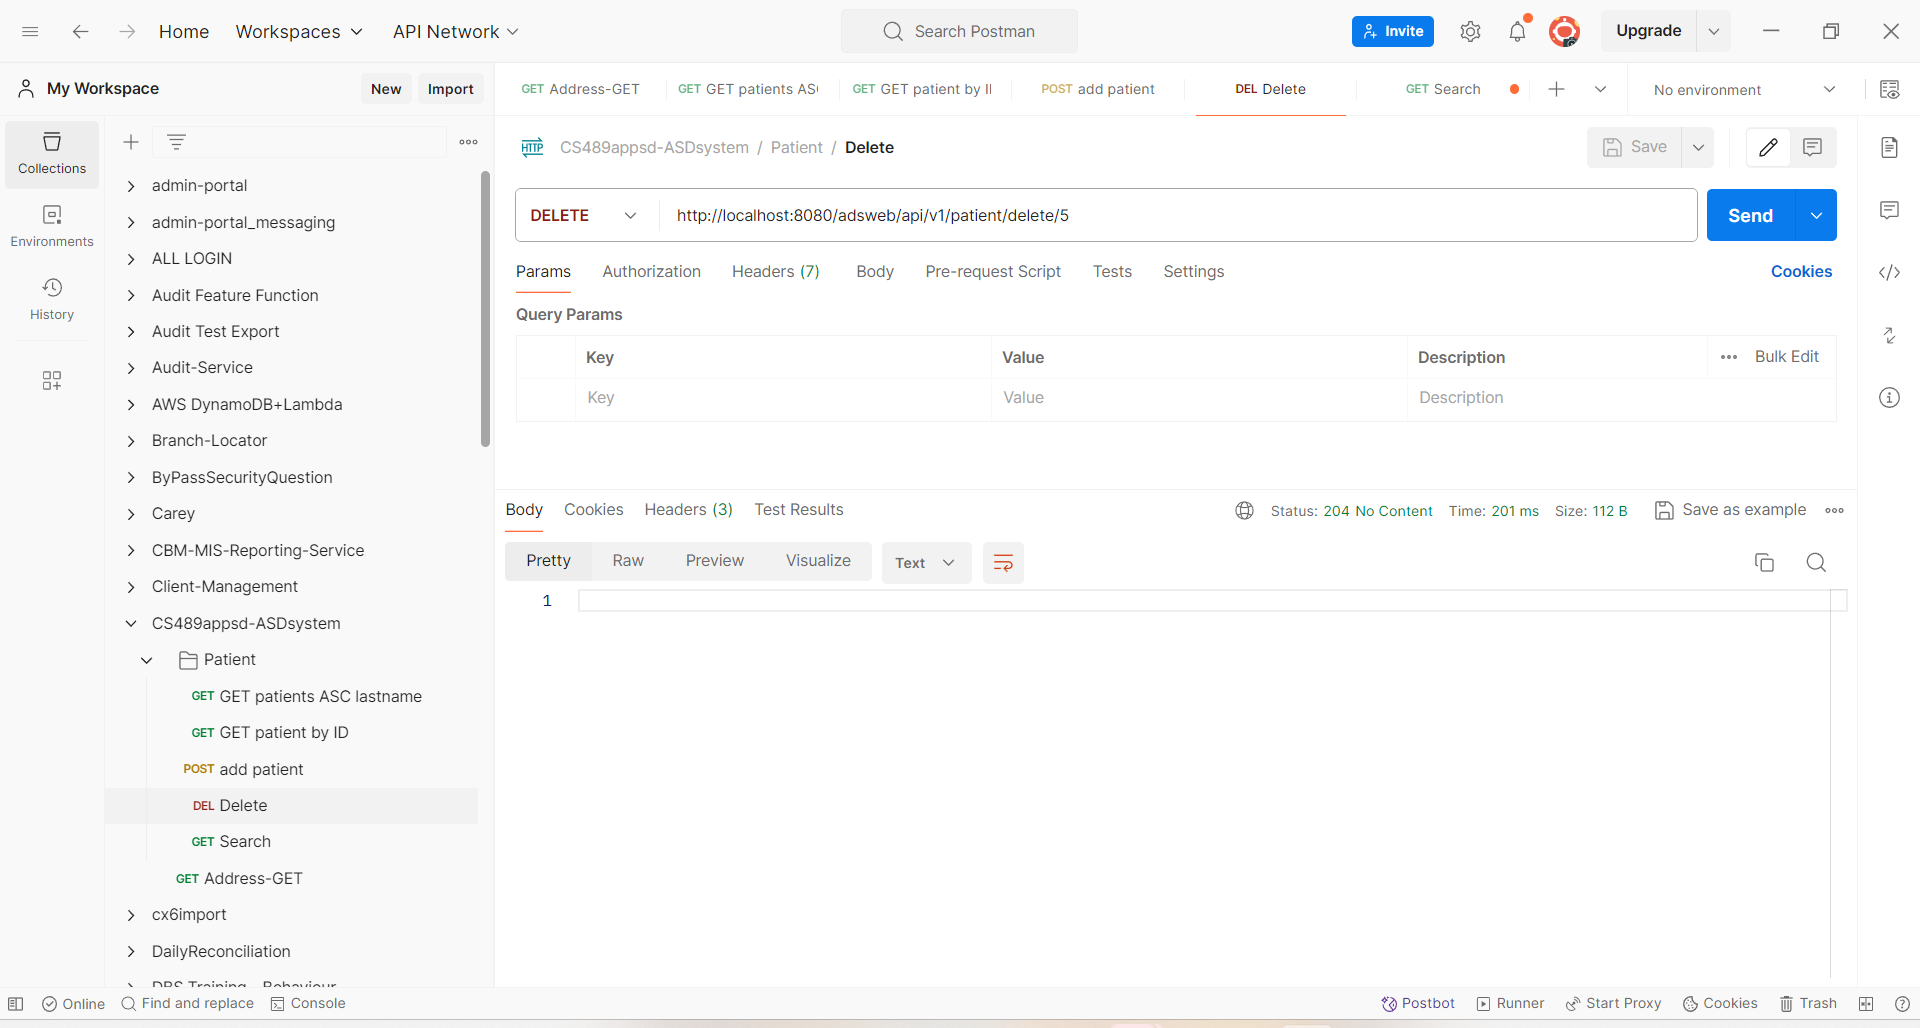 Home
Workspaces
API Network
Search Postman
Invite
Upgrade
My Workspace
New
Import
GET Address-GET
GET GET patients AS
GET GET patient by I
POST add patient
DEL Delete
GET Search
No environment
Collections
Environments
History
admin-portal
admin-portal_messaging
ALL LOGIN
Audit Feature Function
Audit Test Export
Audit-Service
AWS DynamoDB+Lambda
Branch-Locator
ByPassSecurityQuestion
Carey
CBM-MIS-Reporting-Service
Client-Management
CS489appsd-ASDsystem
Patient
GET GET patients ASC lastname
GET GET patient by ID
POST add patient
DEL Delete
GET Search
GET Address-GET
cx6import
DailyReconciliation
DBS Training - Behaviour
HTTP CS489appsd-ASDsystem / Patient / Delete
Save
DELETE
http://localhost:8080/adsweb/api/v1/patient/delete/5
Send
Params Authorization Headers (7) Body Pre-request Script Tests Settings
Cookies
Query Params
Key Value Description
Bulk Edit
Key Value Description
Body Cookies Headers (3) Test Results
Status: 204 No Content Time: 201 ms Size: 112 B
Save as example
Pretty Raw Preview Visualize
Text
1
Online
Find and replace
Console
Postbot
Runner
Start Proxy
Cookies
Trash